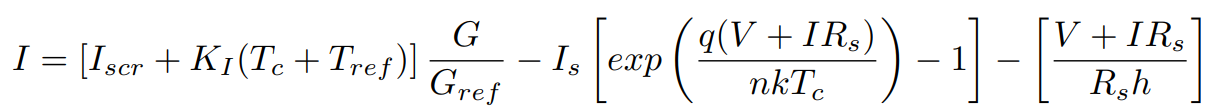 I = [I_{scr} + K_I(T_c + T_{ref})] \frac{G}{G_{ref}} - I_s \left[ exp \left( \frac{q(V + IR_s)}{nkT_c} \right) - 1 \right] - \left[ \frac{V + IR_s}{R_s h} \right]